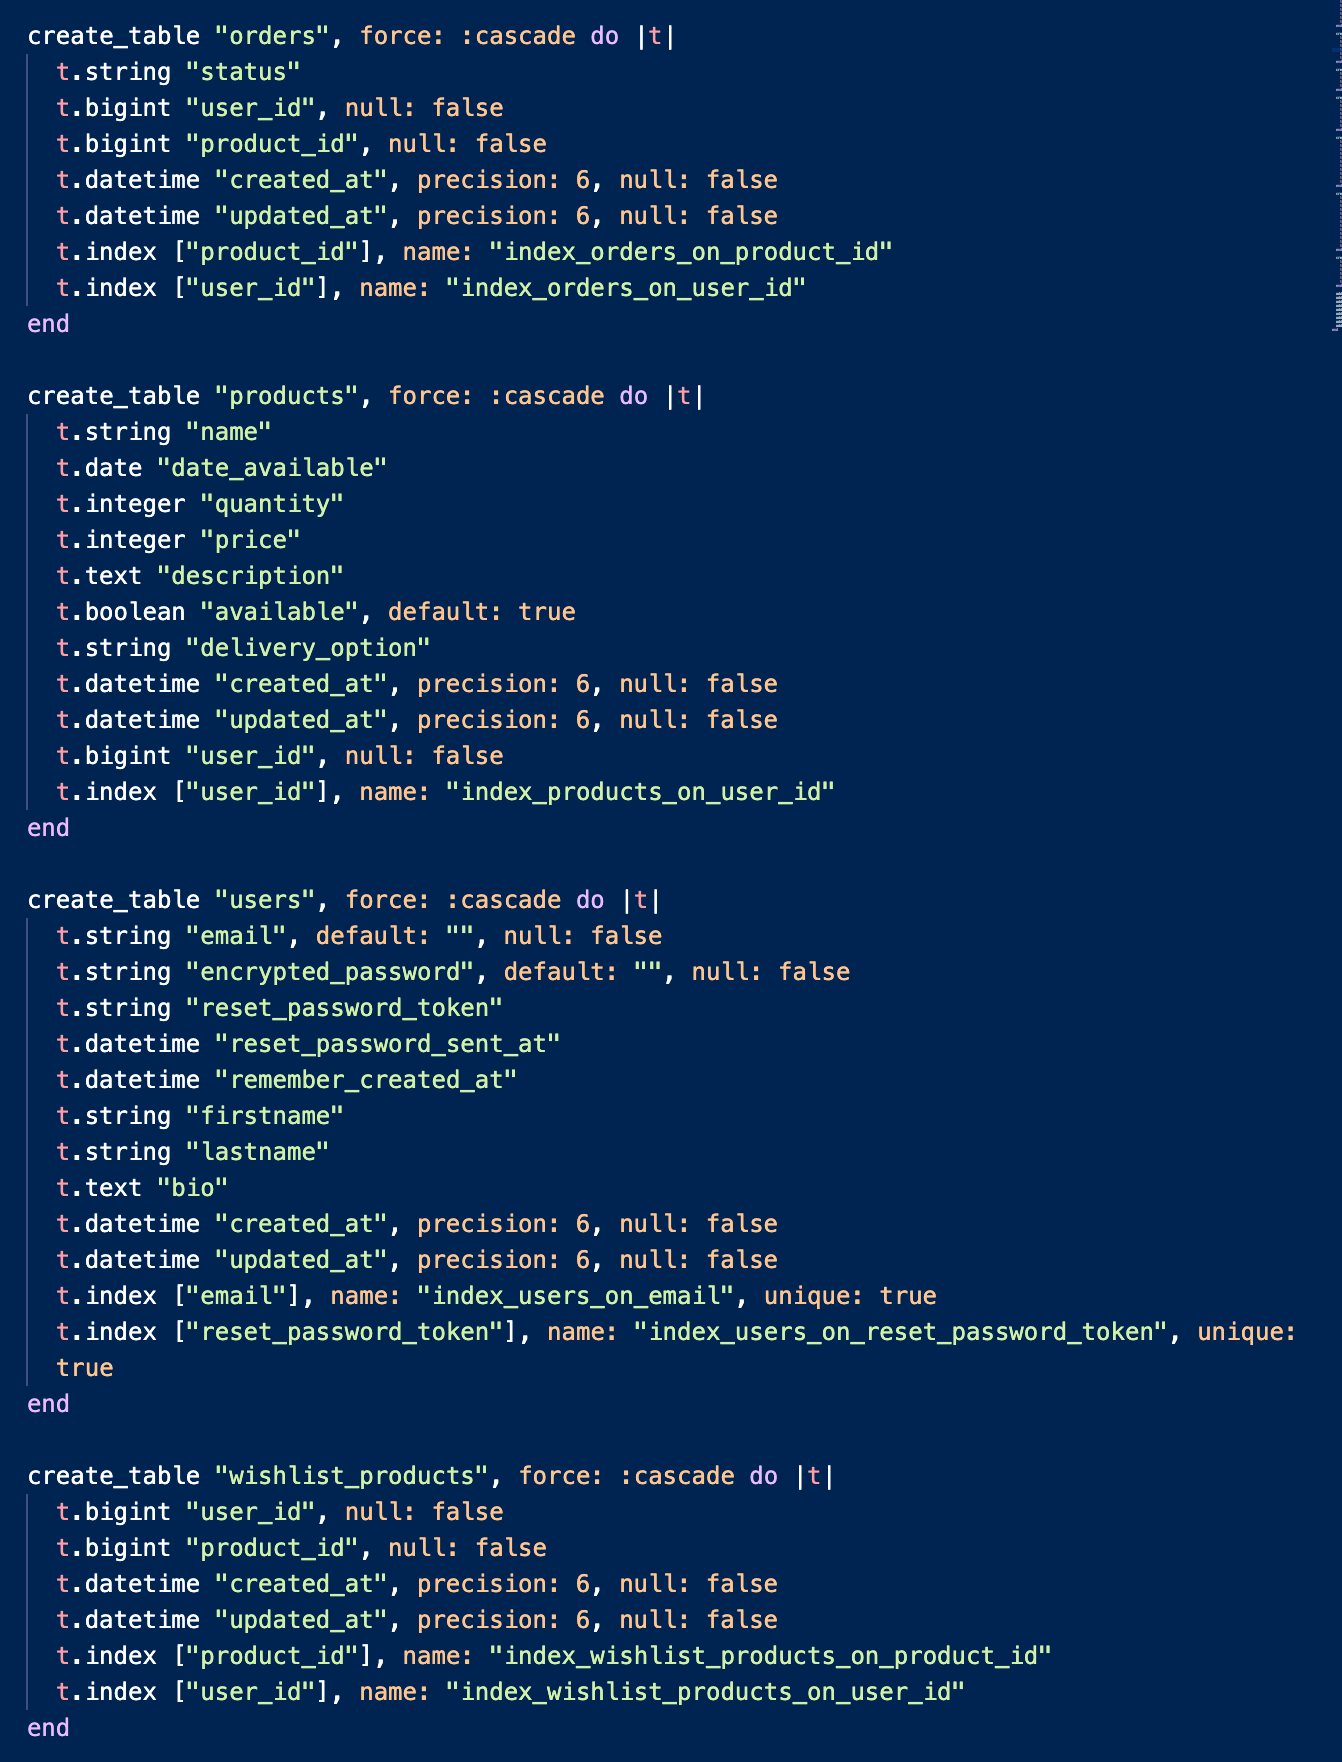 create_table "orders", force: :cascade do |t|
  t.string "status"
  t.bigint "user_id", null: false
  t.bigint "product_id", null: false
  t.datetime "created_at", precision: 6, null: false
  t.datetime "updated_at", precision: 6, null: false
  t.index ["product_id"], name: "index_orders_on_product_id"
  t.index ["user_id"], name: "index_orders_on_user_id"
end

create_table "products", force: :cascade do |t|
  t.string "name"
  t.date "date_available"
  t.integer "quantity"
  t.integer "price"
  t.text "description"
  t.boolean "available", default: true
  t.string "delivery_option"
  t.datetime "created_at", precision: 6, null: false
  t.datetime "updated_at", precision: 6, null: false
  t.bigint "user_id", null: false
  t.index ["user_id"], name: "index_products_on_user_id"
end

create_table "users", force: :cascade do |t|
  t.string "email", default: "", null: false
  t.string "encrypted_password", default: "", null: false
  t.string "reset_password_token"
  t.datetime "reset_password_sent_at"
  t.datetime "remember_created_at"
  t.string "firstname"
  t.string "lastname"
  t.text "bio"
  t.datetime "created_at", precision: 6, null: false
  t.datetime "updated_at", precision: 6, null: false
  t.index ["email"], name: "index_users_on_email", unique: true
  t.index ["reset_password_token"], name: "index_users_on_reset_password_token", unique:
  true
end

create_table "wishlist_products", force: :cascade do |t|
  t.bigint "user_id", null: false
  t.bigint "product_id", null: false
  t.datetime "created_at", precision: 6, null: false
  t.datetime "updated_at", precision: 6, null: false
  t.index ["product_id"], name: "index_wishlist_products_on_product_id"
  t.index ["user_id"], name: "index_wishlist_products_on_user_id"
end